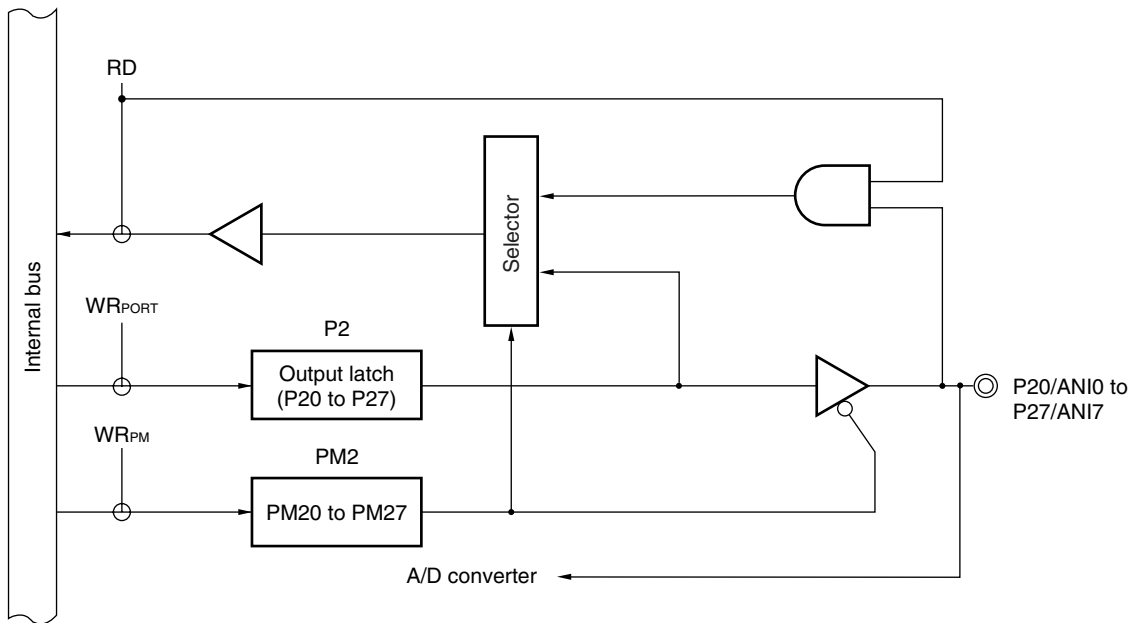 RD
Selector
Internal bus
WRPORT
P2
Output latch
(P20 to P27)
P20/ANI0 to
P27/ANI7
WRPM
PM2
PM20 to PM27
A/D converter